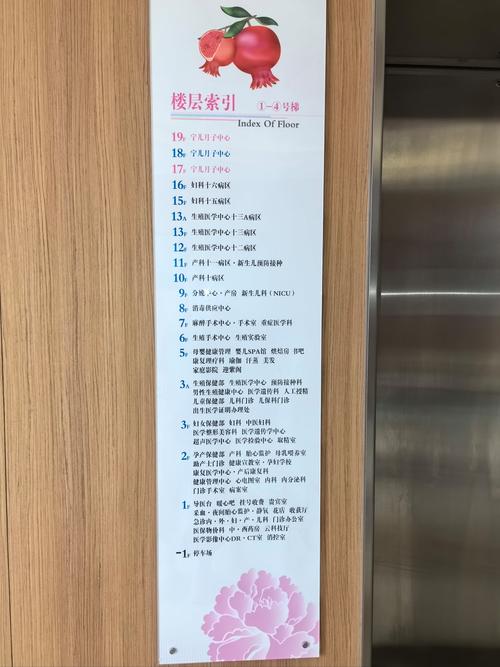 楼层索引 ①-④号梯
Index Of Floor
19F 宁儿月子中心
18F 宁儿月子中心
17F 宁儿月子中心
16F 妇科十六病区
15F 妇科十五病区
13A 生殖医学中心十三A病区
13F 生殖医学中心十三病区
12F 生殖医学中心十二病区
11F 产科十一病区·新生儿预防接种
10F 产科十病区
9F 分娩中心·产房 新生儿科（NICU）
8F 消毒供应中心
7F 麻醉手术中心·手术室 重症医学科
6F 生殖手术中心 生殖实验室
5F 母婴健康管理 婴儿SPA馆 烘焙房 书吧
康复理疗科 瑜伽 汗蒸 美发
家庭影院 迎宾阁
3A 生殖保健部 生殖医学中心 预防接种科
男性生殖健康中心 医学遗传科 人工授精
儿童保健部 儿科门诊 儿保科门诊
出生医学证明办理处
3F 妇女保健部 妇科 中医妇科
医学整形美容科 医学遗传学中心
超声医学中心 医学检验中心 取精室
2F 孕产保健部 产科 胎心监护 母乳喂养室
助产士门诊 健康宣教室·孕妇学校
康复医学中心·产后康复科
健康管理中心 心电图室 内科 内分泌科
门诊手术室 病案室
1F 导医台 暖心吧 挂号收费 贵宾室
采血·夜间胎心监护·静氧 花店 收获厅
急诊内·外·妇·产·儿科 门诊办公室
医保物价科 中·西药房 云科技厅
医学影像中心DR·CT室 消控室
-1F 停车场